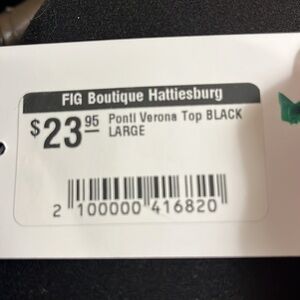 FIG Boutique Hattiesburg
$23.95 Ponti Verona Top BLACK
LARGE
2 100000 416820